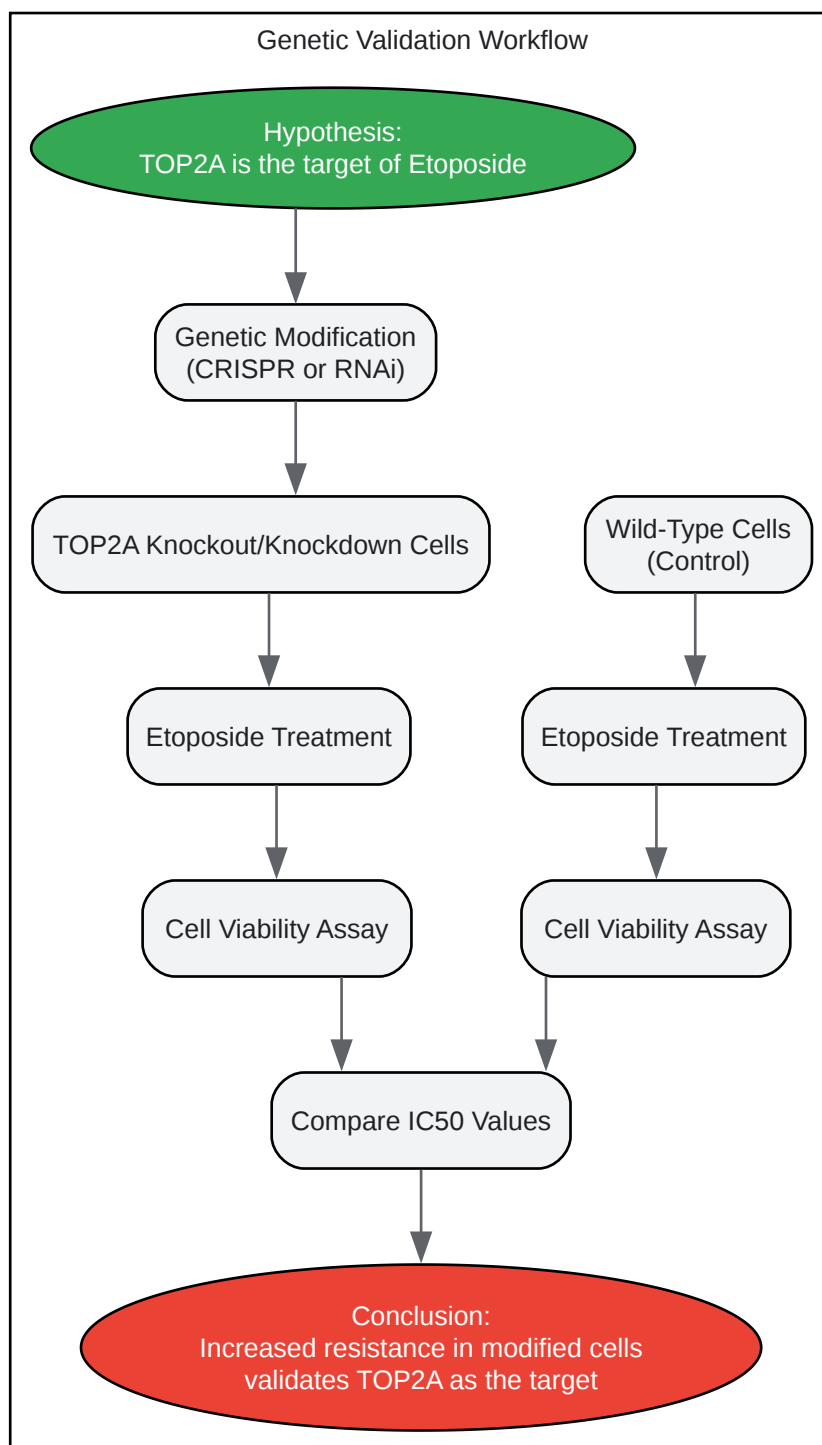 Genetic Validation Workflow
Hypothesis:
TOP2A is the target of Etoposide
Genetic Modification
(CRISPR or RNAi)
TOP2A Knockout/Knockdown Cells
Wild-Type Cells
(Control)
Etoposide Treatment
Etoposide Treatment
Cell Viability Assay
Cell Viability Assay
Compare IC50 Values
Conclusion:
Increased resistance in modified cells
validates TOP2A as the target